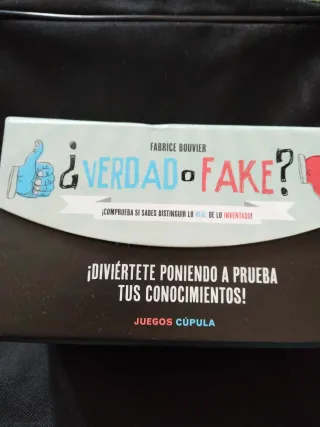 FABRICE BOUVIER
¿VERDAD o FAKE?
¡COMPRUEBA SI SABES DISTINGUIR LO REAL DE LO INVENTADO!
¡DIVIÉRTETE PONIENDO A PRUEBA
TUS CONOCIMIENTOS!
JUEGOS CÚPULA